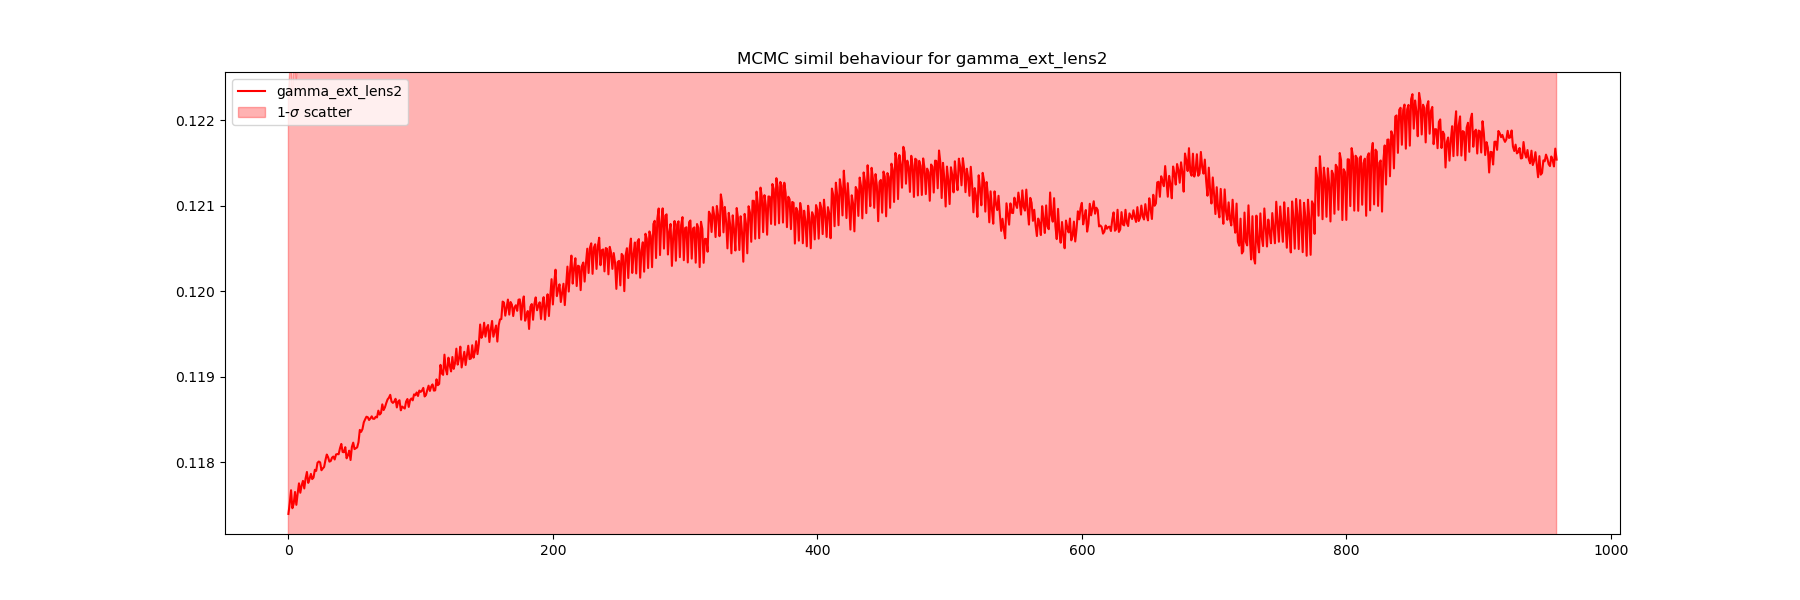 MCMC simil behaviour for gamma_ext_lens2
gamma_ext_lens2
1-σ scatter
0.122
0.121
0.120
0.119
0.118
0 200 400 600 800 1000